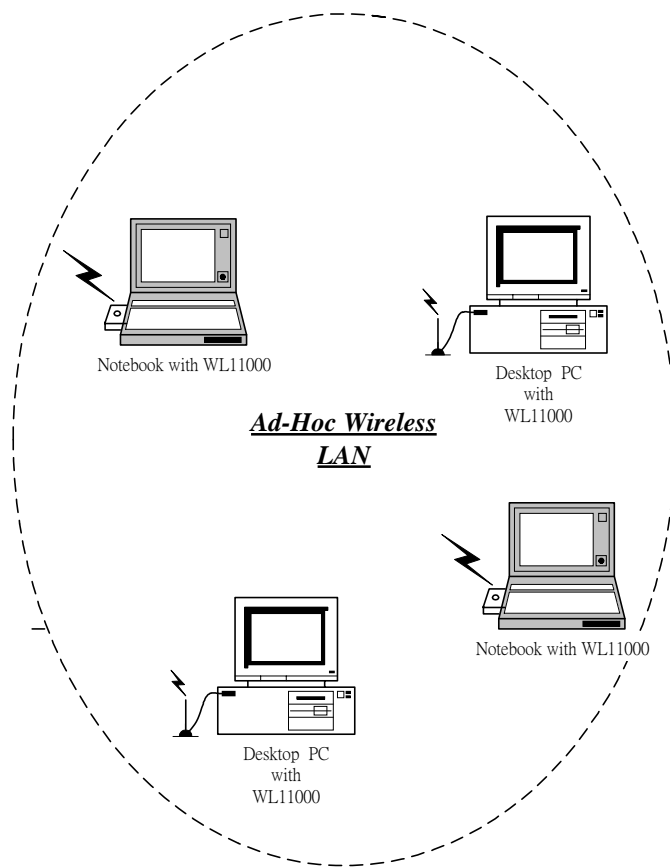 Notebook with WL11000
Desktop PC
with
WL11000
Ad-Hoc Wireless
LAN
Notebook with WL11000
Desktop PC
with
WL11000